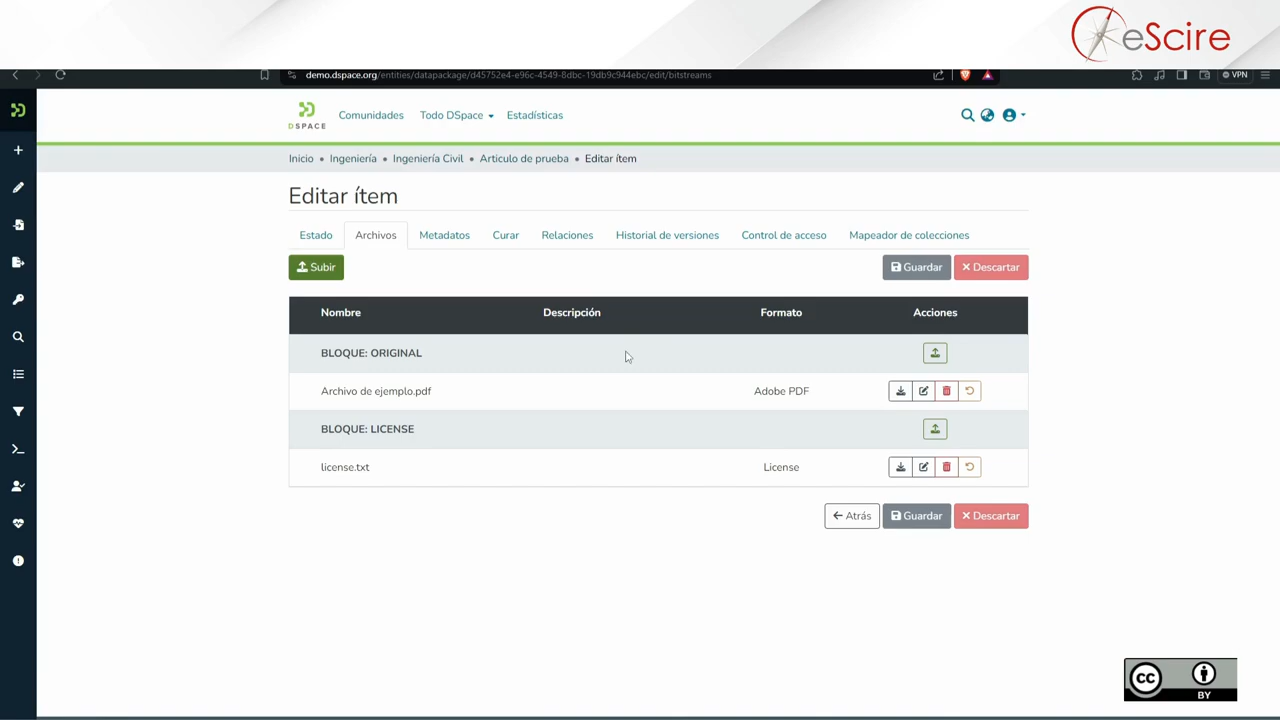 eScire
demo.dspace.org/entities/datapackage/d45752e4-e96c-4549-8dbc-19db9c944ebc/edit/bitstreams
VPN
DSPACE
Comunidades Todo DSpace Estadísticas
Inicio • Ingeniería • Ingeniería Civil • Articulo de prueba • Editar ítem
Editar ítem
Estado Archivos Metadatos Curar Relaciones Historial de versiones Control de acceso Mapeador de colecciones
Subir Guardar Descartar
Nombre Descripción Formato Acciones
BLOQUE: ORIGINAL
Archivo de ejemplo.pdf Adobe PDF
BLOQUE: LICENSE
license.txt License
Atrás Guardar Descartar
cc
BY